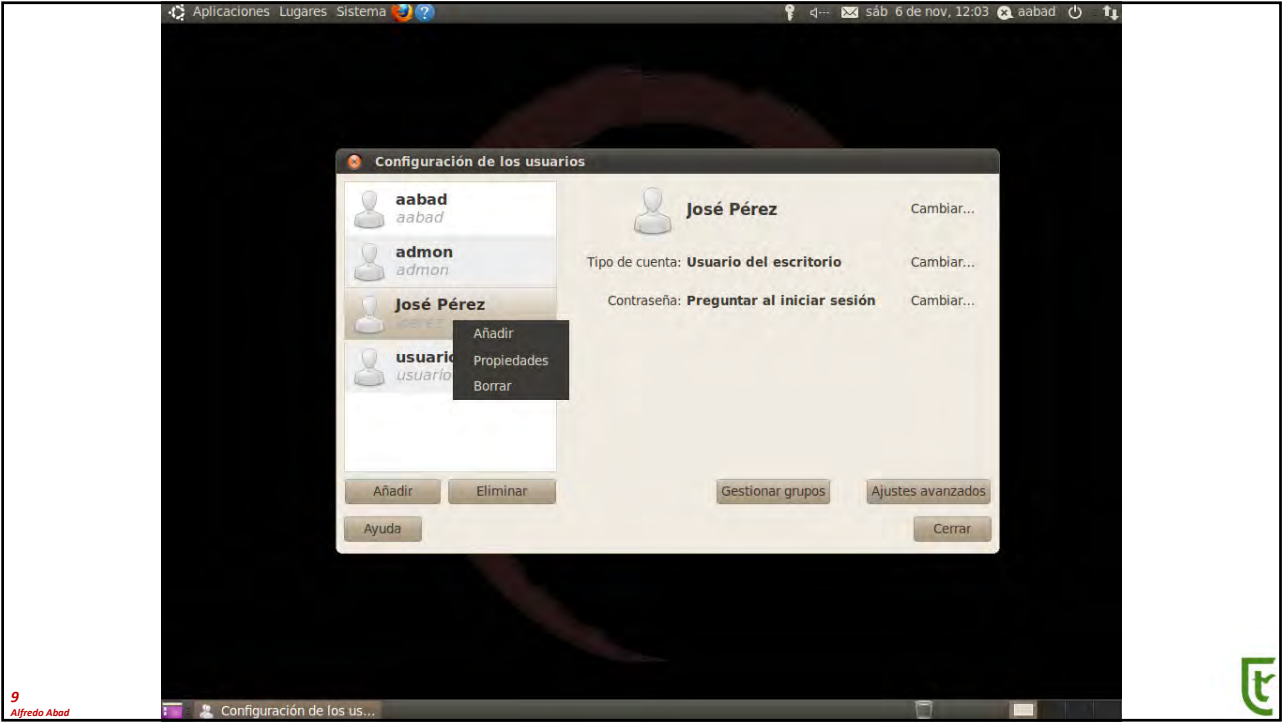 Aplicaciones Lugares Sistema
sáb 6 de nov, 12:03 aabad
Configuración de los usuarios
aabad
aabad
admon
admon
José Pérez
usuario
usuario
Añadir
Propiedades
Borrar
José Pérez Cambiar...
Tipo de cuenta: Usuario del escritorio Cambiar...
Contraseña: Preguntar al iniciar sesión Cambiar...
Añadir Eliminar Gestionar grupos Ajustes avanzados
Ayuda Cerrar
Configuración de los us...
9
Alfredo Abad